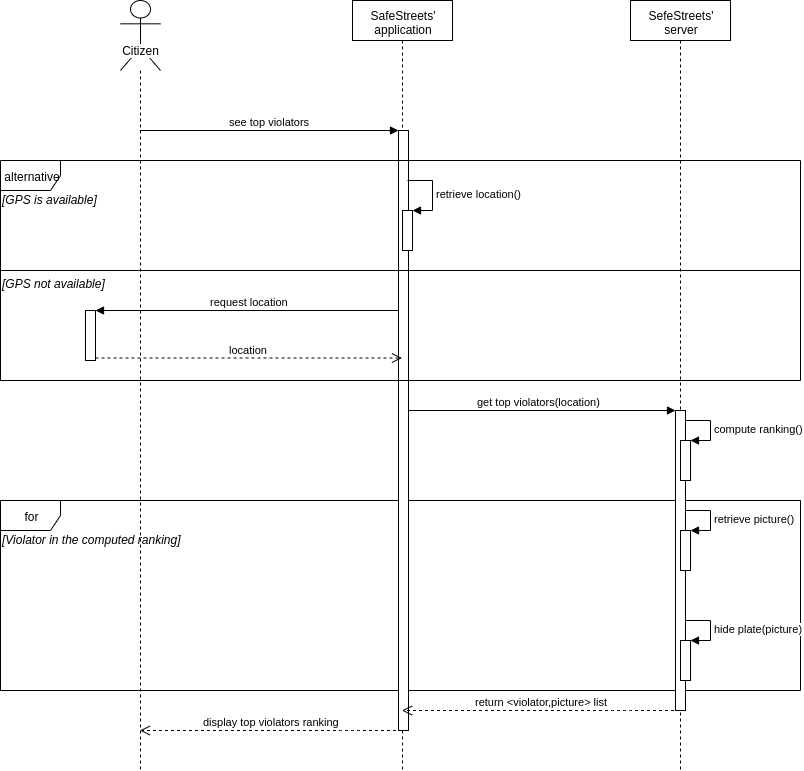 Citizen
SafeStreets'
application
SefeStreets'
server
see top violators
alternative
[GPS is available]
retrieve location()
[GPS not available]
request location
location
get top violators(location)
compute ranking()
for
[Violator in the computed ranking]
retrieve picture()
hide plate(picture)
return <violator,picture> list
display top violators ranking